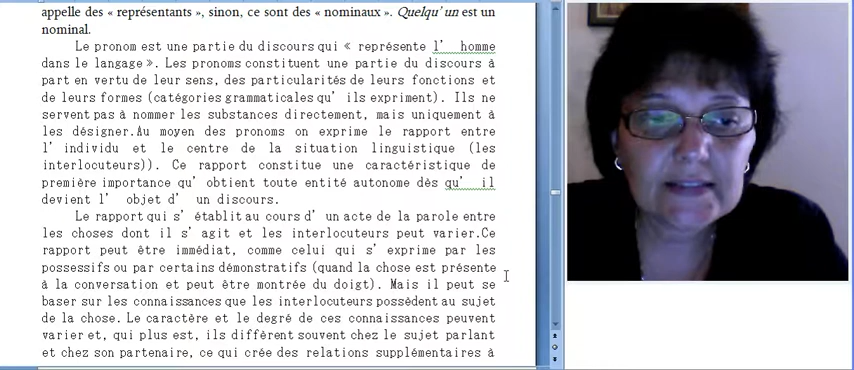 appelle des « représentants », sinon, ce sont des « nominaux ». Quelqu'un est un
nominal.
Le pronom est une partie du discours qui « représente l' homme
dans le langage ». Les pronoms constituent une partie du discours à
part en vertu de leur sens, des particularités de leurs fonctions et
de leurs formes (catégories grammaticales qu' ils expriment). Ils ne
servent pas à nommer les substances directement, mais uniquement à
les désigner.Au moyen des pronoms on exprime le rapport entre
l' individu et le centre de la situation linguistique (les
interlocuteurs)). Ce rapport constitue une caractéristique de
première importance qu' obtient toute entité autonome dès qu' il
devient l' objet d' un discours.
Le rapport qui s' établit au cours d' un acte de la parole entre
les choses dont il s' agit et les interlocuteurs peut varier.Ce
rapport peut être immédiat, comme celui qui s' exprime par les
possessifs ou par certains démonstratifs (quand la chose est présente
à la conversation et peut être montrée du doigt). Mais il peut se
baser sur les connaissances que les interlocuteurs possèdent au sujet
de la chose. Le caractère et le degré de ces connaissances peuvent
varier et, qui plus est, ils diffèrent souvent chez le sujet parlant
et chez son partenaire, ce qui crée des relations supplémentaires à